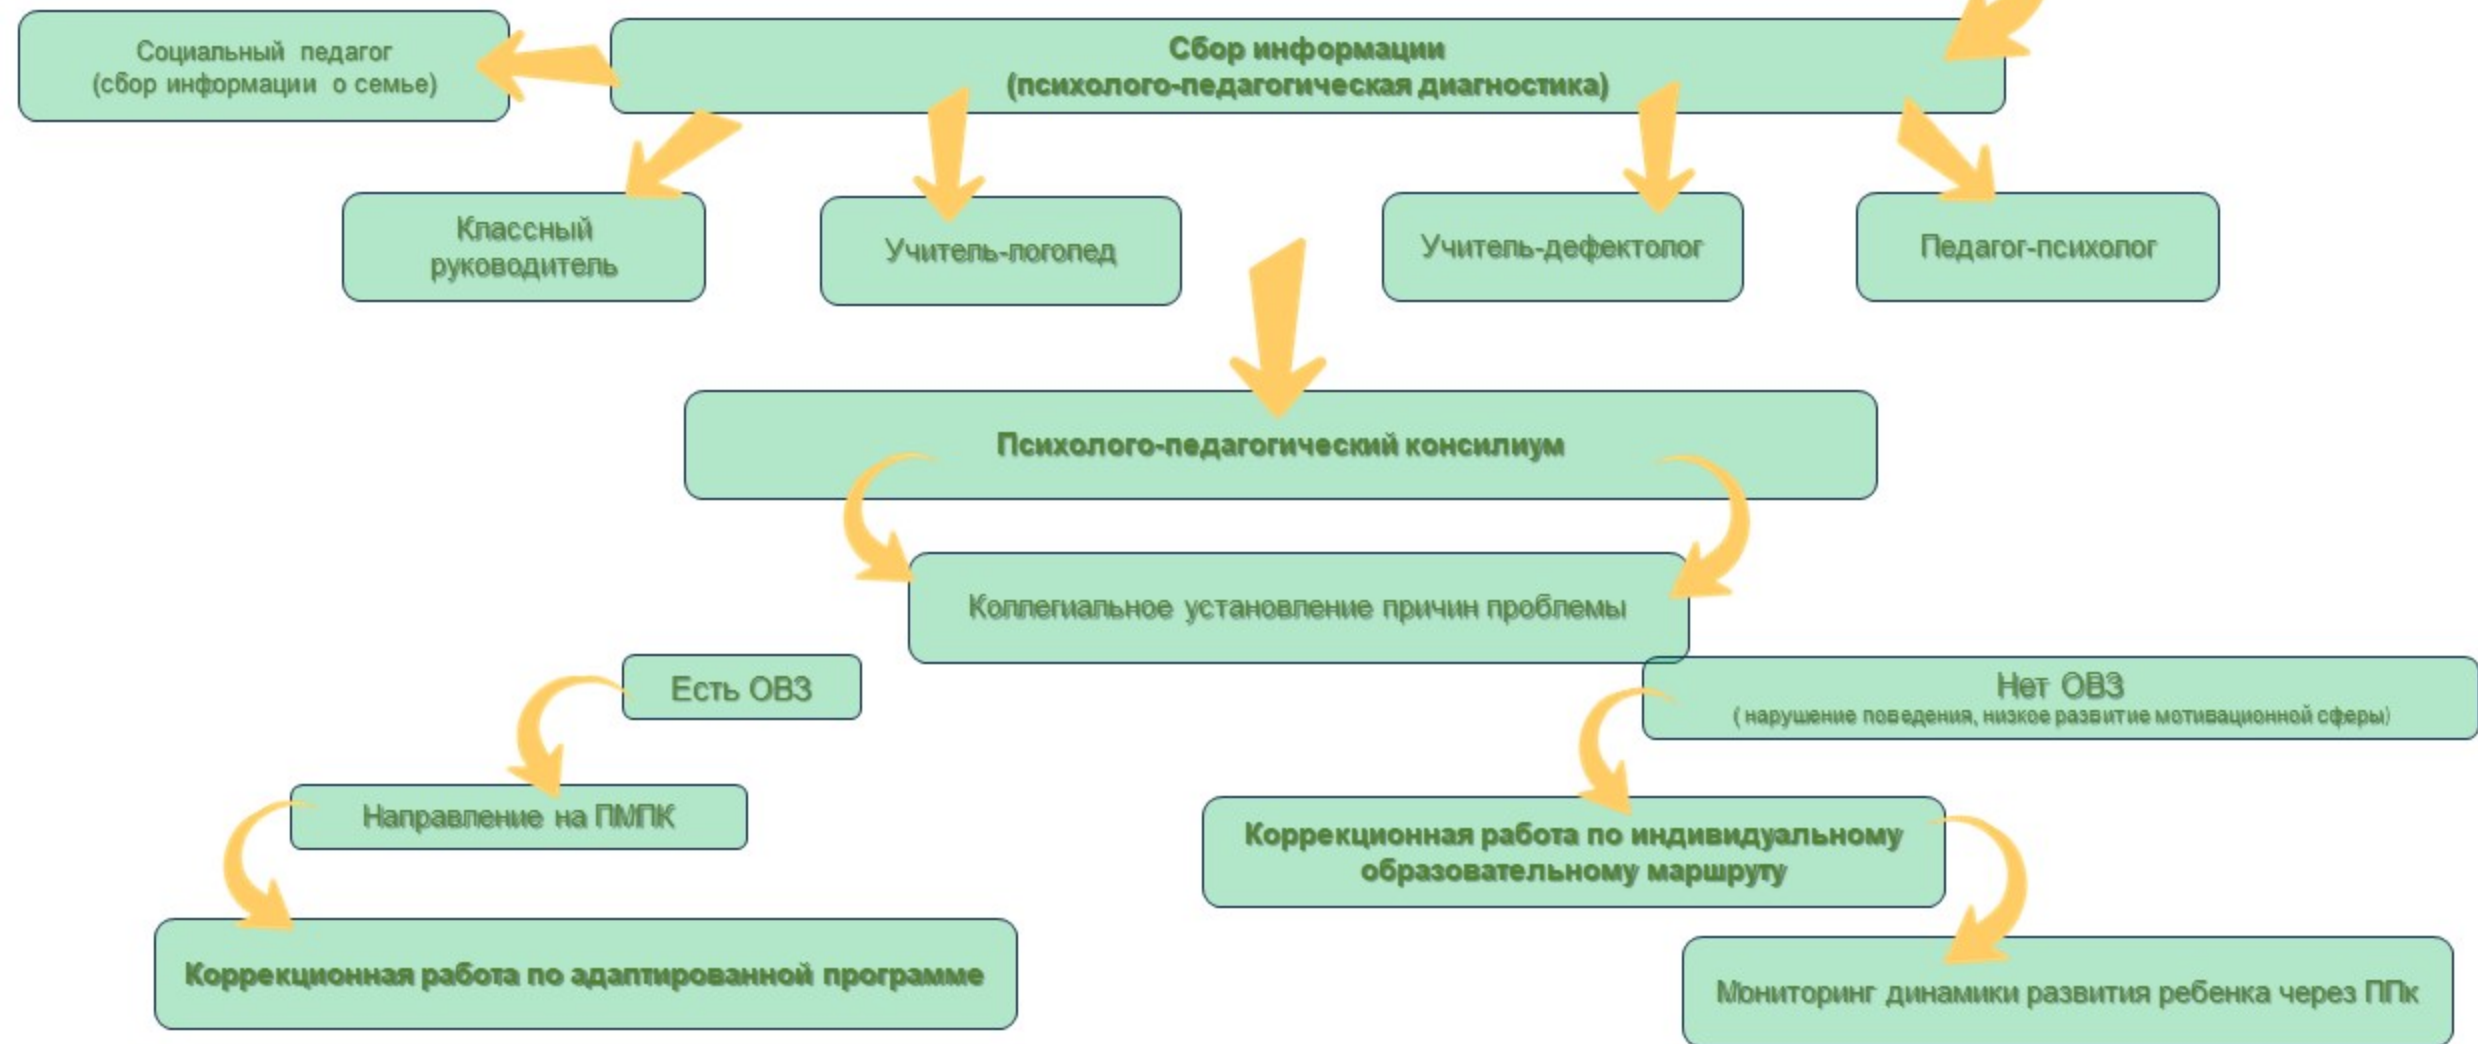 Социальный педагог
(сбор информации о семье)
Сбор информации
(психолого-педагогическая диагностика)
Классный
руководитель
Учитель-логопед
Учитель-дефектолог
Педагог-психолог
Психолого-педагогический консилиум
Коллегиальное установление причин проблемы
Есть ОВЗ
Нет ОВЗ
( нарушение поведения, низкое развитие мотивационной сферы)
Направление на ПМПК
Коррекционная работа по индивидуальному
образовательному маршруту
Коррекционная работа по адаптированной программе
Мониторинг динамики развития ребенка через ППк